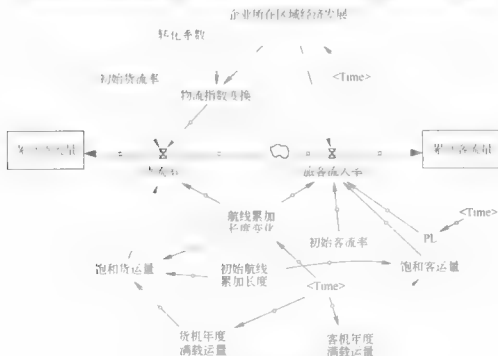 企业所在区域经济发展
转化系数
<Time>
初始货流率
物流指数变换
旅客流入率
航线累加
长度变化
<Time>
PL
初始客流率
饱和货运量
初始航线
累加长度
饱和客运量
<Time>
货机年度
满载运量
客机年度
满载运量